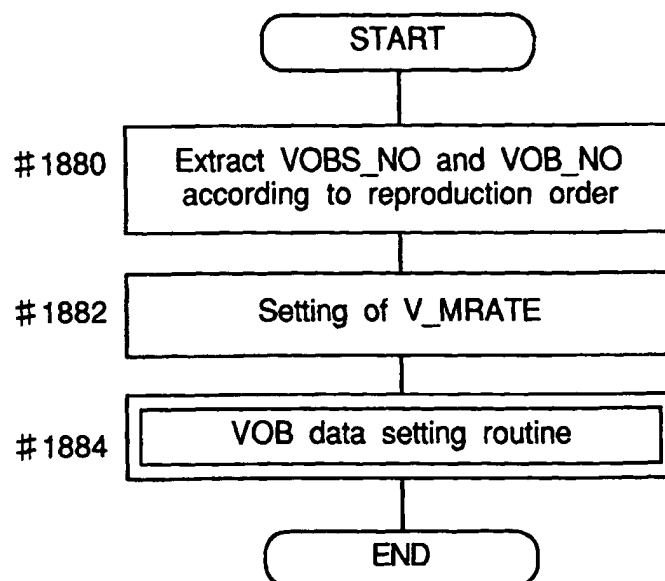 START
#1880
Extract VOBS_NO and VOB_NO
according to reproduction order
#1882
Setting of V_MRATE
#1884
VOB data setting routine
END